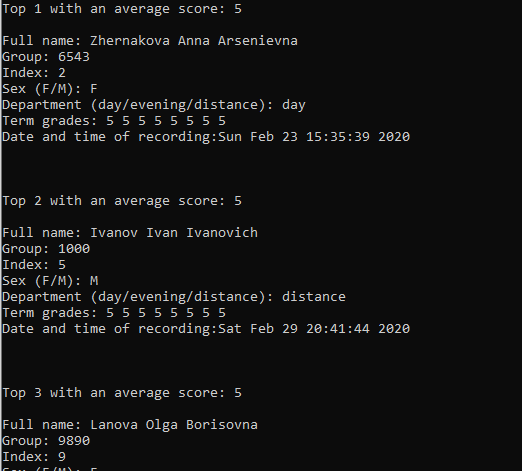 Top 1 with an average score: 5
Full name: Zhernakova Anna Arsenievna
Group: 6543
Index: 2
Sex (F/M): F
Department (day/evening/distance): day
Term grades: 5 5 5 5 5 5 5 5
Date and time of recording:Sun Feb 23 15:35:39 2020
Top 2 with an average score: 5
Full name: Ivanov Ivan Ivanovich
Group: 1000
Index: 5
Sex (F/M): M
Department (day/evening/distance): distance
Term grades: 5 5 5 5 5 5 5 5
Date and time of recording:Sat Feb 29 20:41:44 2020
Top 3 with an average score: 5
Full name: Lanova Olga Borisovna
Group: 9890
Index: 9
Sex (F/M): F